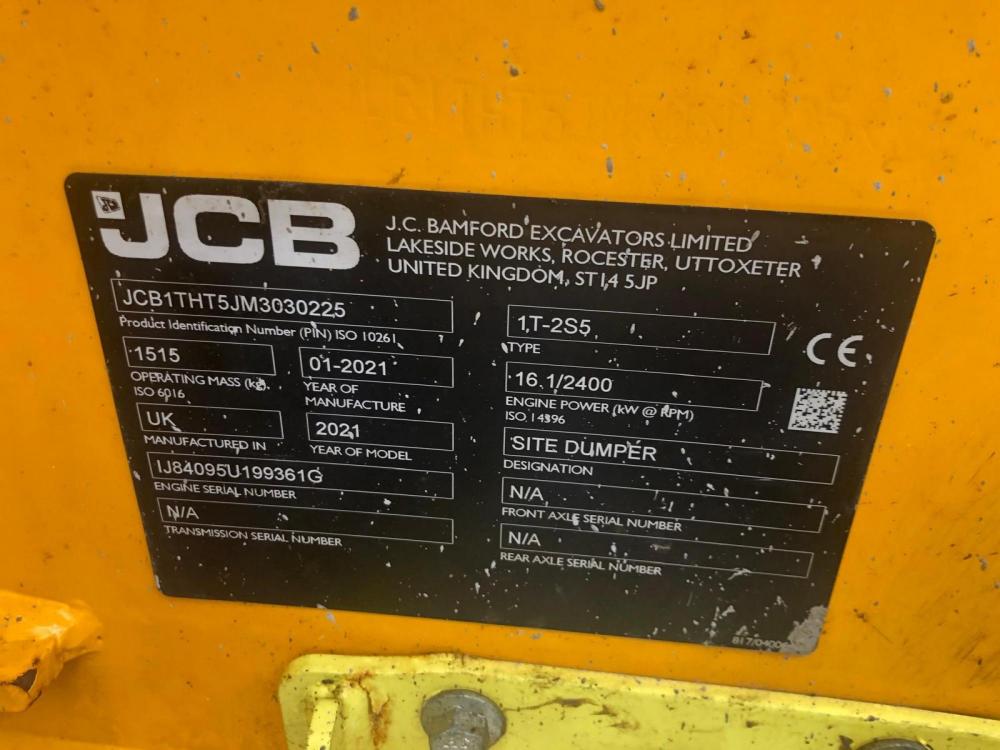 JCB
J.C. BAMFORD EXCAVATORS LIMITED
LAKESIDE WORKS, ROCESTER, UTTOXETER
UNITED KINGDOM, ST14 5JP
JCB1THT5JM3030225
Product Identification Number (PIN) ISO 10261
1515
OPERATING MASS (kg)
ISO 6016
01-2021
YEAR OF
MANUFACTURE
UK
MANUFACTURED IN
2021
YEAR OF MODEL
IJ84095U199361G
ENGINE SERIAL NUMBER
N/A
TRANSMISSION SERIAL NUMBER
1T-2S5
TYPE
CE
16.1/2400
ENGINE POWER (kW @ RPM)
ISO 14396
SITE DUMPER
DESIGNATION
N/A
FRONT AXLE SERIAL NUMBER
N/A
REAR AXLE SERIAL NUMBER